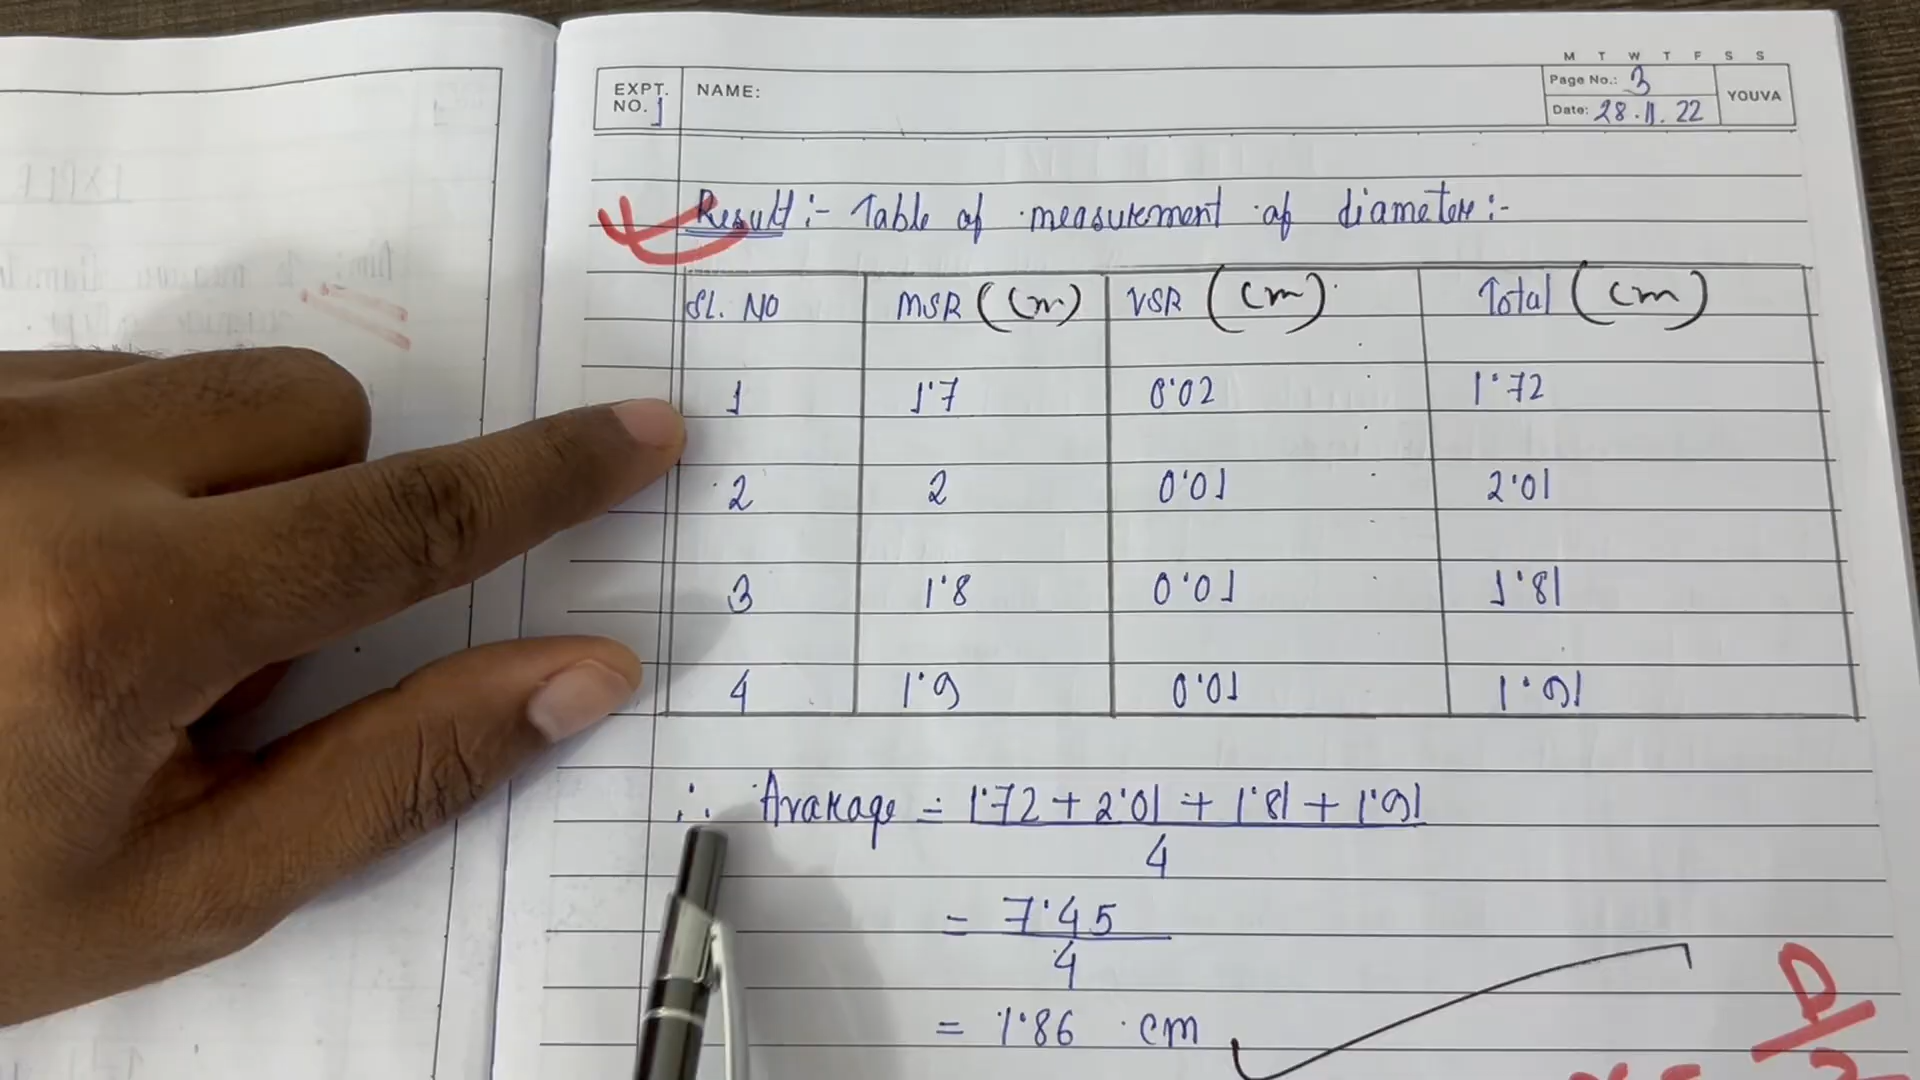 M T W T F S S
EXPT. NO. 1 NAME: Page No.: 3 YOUVA
Date: 28.11.22
Result :- Table of measurement of diameter :-
SL. NO MSR (cm) VSR (cm) Total (cm)
1 1.7 0.02 1.72
2 2 0.01 2.01
3 1.8 0.01 1.81
4 1.9 0.01 1.91
∴ Avarage = 1.72 + 2.01 + 1.81 + 1.91
4
= 7.45
4
= 1.86 cm